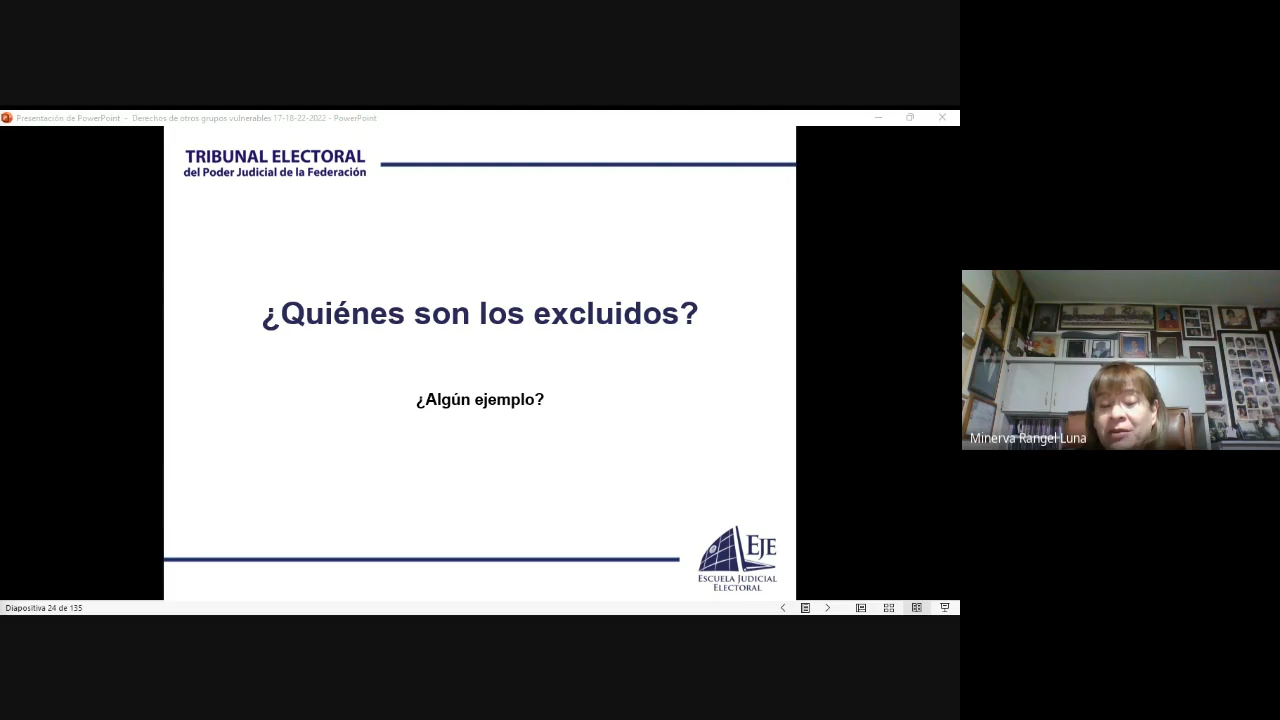 Presentación de PowerPoint - Derechos de otros grupos vulnerables 17-18-22-2022 - PowerPoint
TRIBUNAL ELECTORAL
del Poder Judicial de la Federación
¿Quiénes son los excluidos?
¿Algún ejemplo?
Minerva Rangel Luna
EJE
ESCUELA JUDICIAL
ELECTORAL
Diapositiva 24 de 135